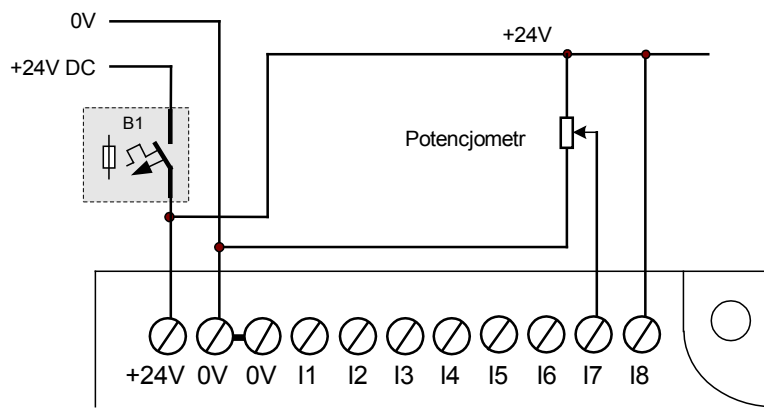 0V
+24V
+24V DC
B1
Potencjometr
+24V 0V 0V I1 I2 I3 I4 I5 I6 I7 I8